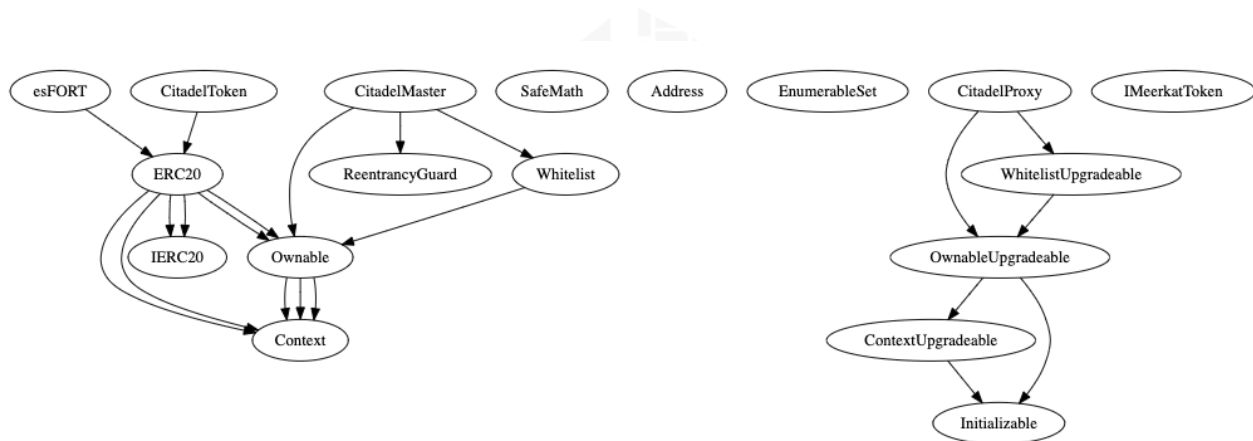 esFORT CitadelToken CitadelMaster SafeMath Address EnumerableSet CitadelProxy IMeerkatToken
ERC20 ReentrancyGuard Whitelist WhitelistUpgradeable
IERC20 Ownable OwnableUpgradeable
Context ContextUpgradeable
Initializable